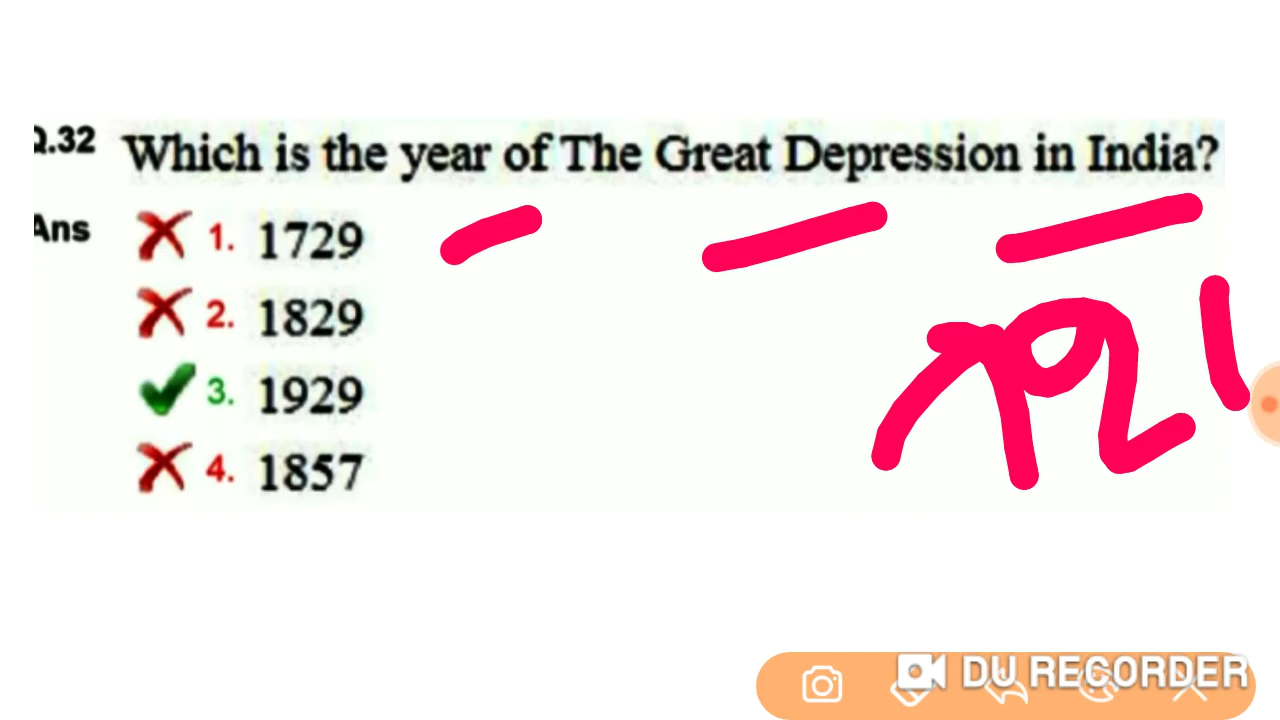 .32 Which is the year of The Great Depression in India?
Ans 1. 1729
2. 1829
3. 1929
4. 1857
DU RECORDER